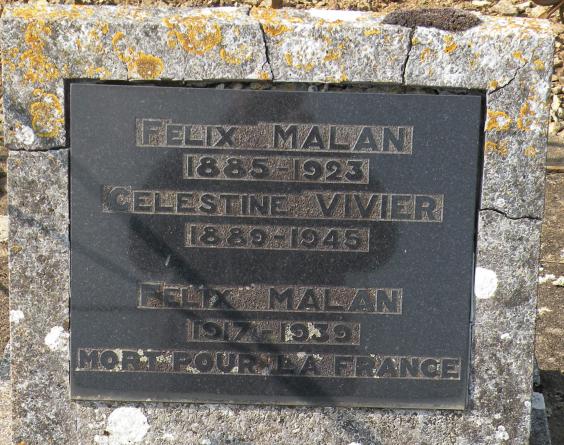 FELIX MALAN
1885-1923
CELESTINE VIVIER
1889-1945
FELIX MALAN
1917-1939
MORT POUR LA FRANCE